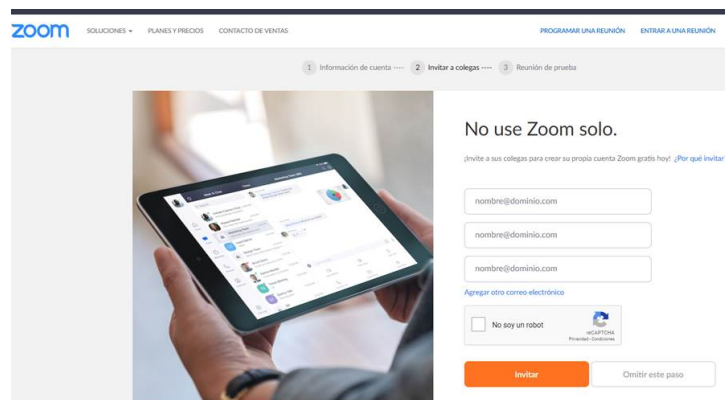 zoom
SOLUCIONES PLANES Y PRECIOS CONTACTO DE VENTAS PROGRAMAR UNA REUNIÓN ENTRAR A UNA REUNIÓN
1 Información de cuenta ---- 2 Invitar a colegas ---- 3 Reunión de prueba
No use Zoom solo.
¡Invite a sus colegas para crear su propia cuenta Zoom gratis hoy! ¿Por qué invitar
nombre@dominio.com
nombre@dominio.com
nombre@dominio.com
Agregar otro correo electrónico
No soy un robot
reCAPTCHA
Privacidad - Condiciones
Invitar Omitir este paso